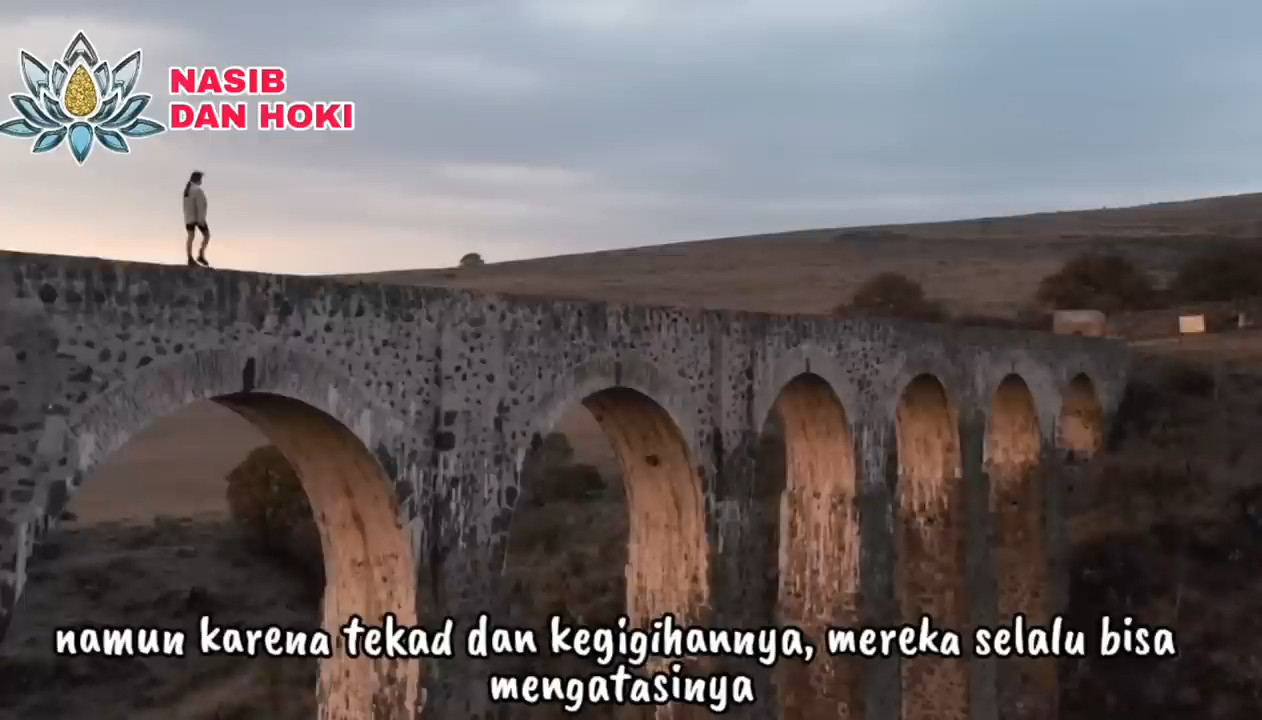 NASIB
DAN HOKI
namun karena tekad dan kegigihannya, mereka selalu bisa
mengatasinya